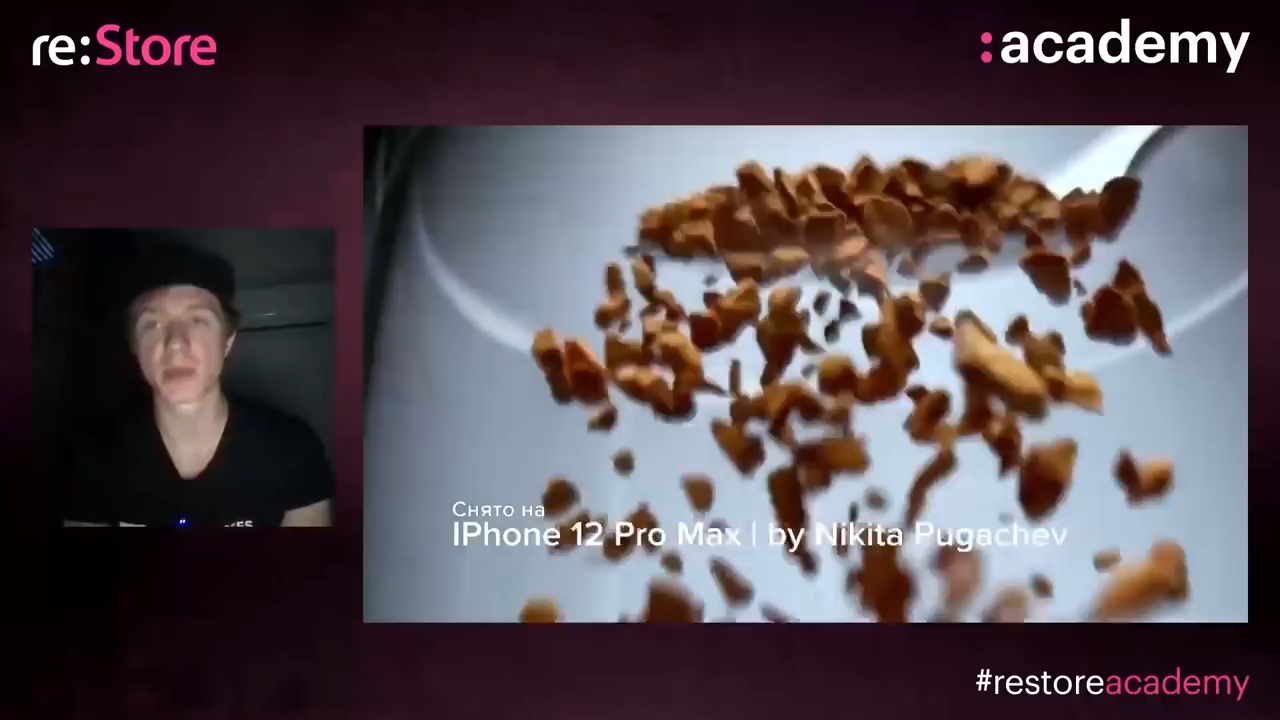 re:Store
:academy
Снято на
IPhone 12 Pro Max | by Nikita Pugachev
#restoreacademy